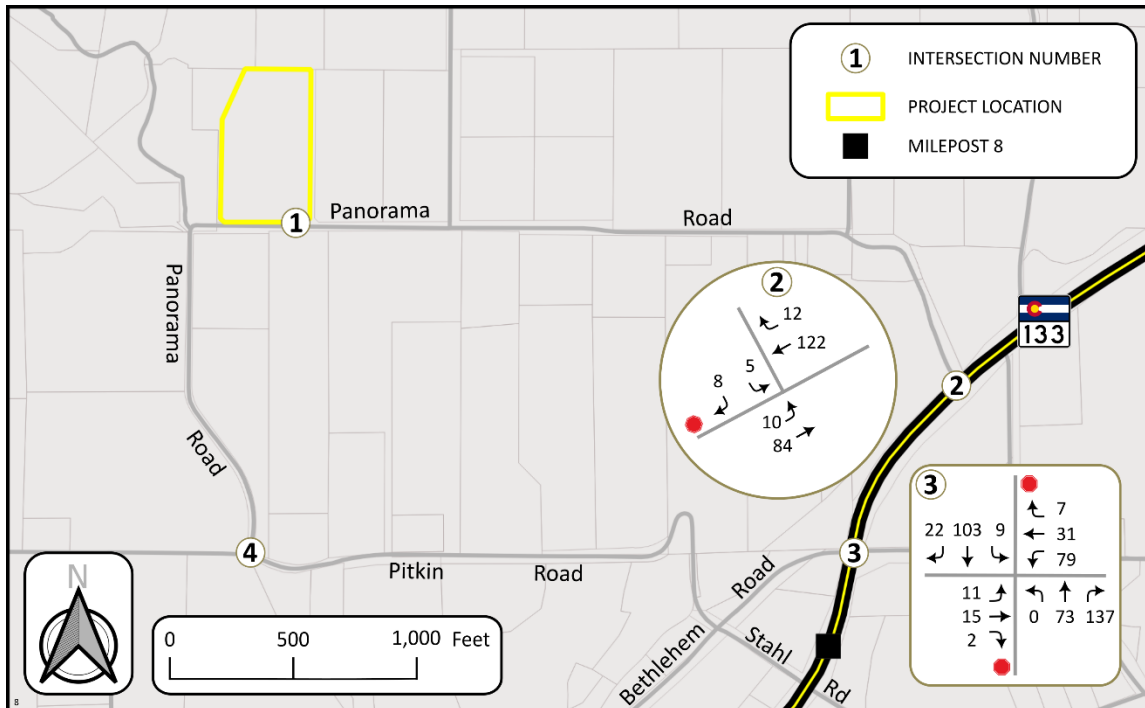 1 INTERSECTION NUMBER
PROJECT LOCATION
MILEPOST 8
1
Panorama
Road
Panorama
Road
133
2
12
122
5
8
10
84
2
3
7
22 103 9
31
79
11
15
0 73 137
2
3
4
Pitkin
Road
Bethlehem
Road
Stahl
Rd
N
0 500 1,000 Feet
8